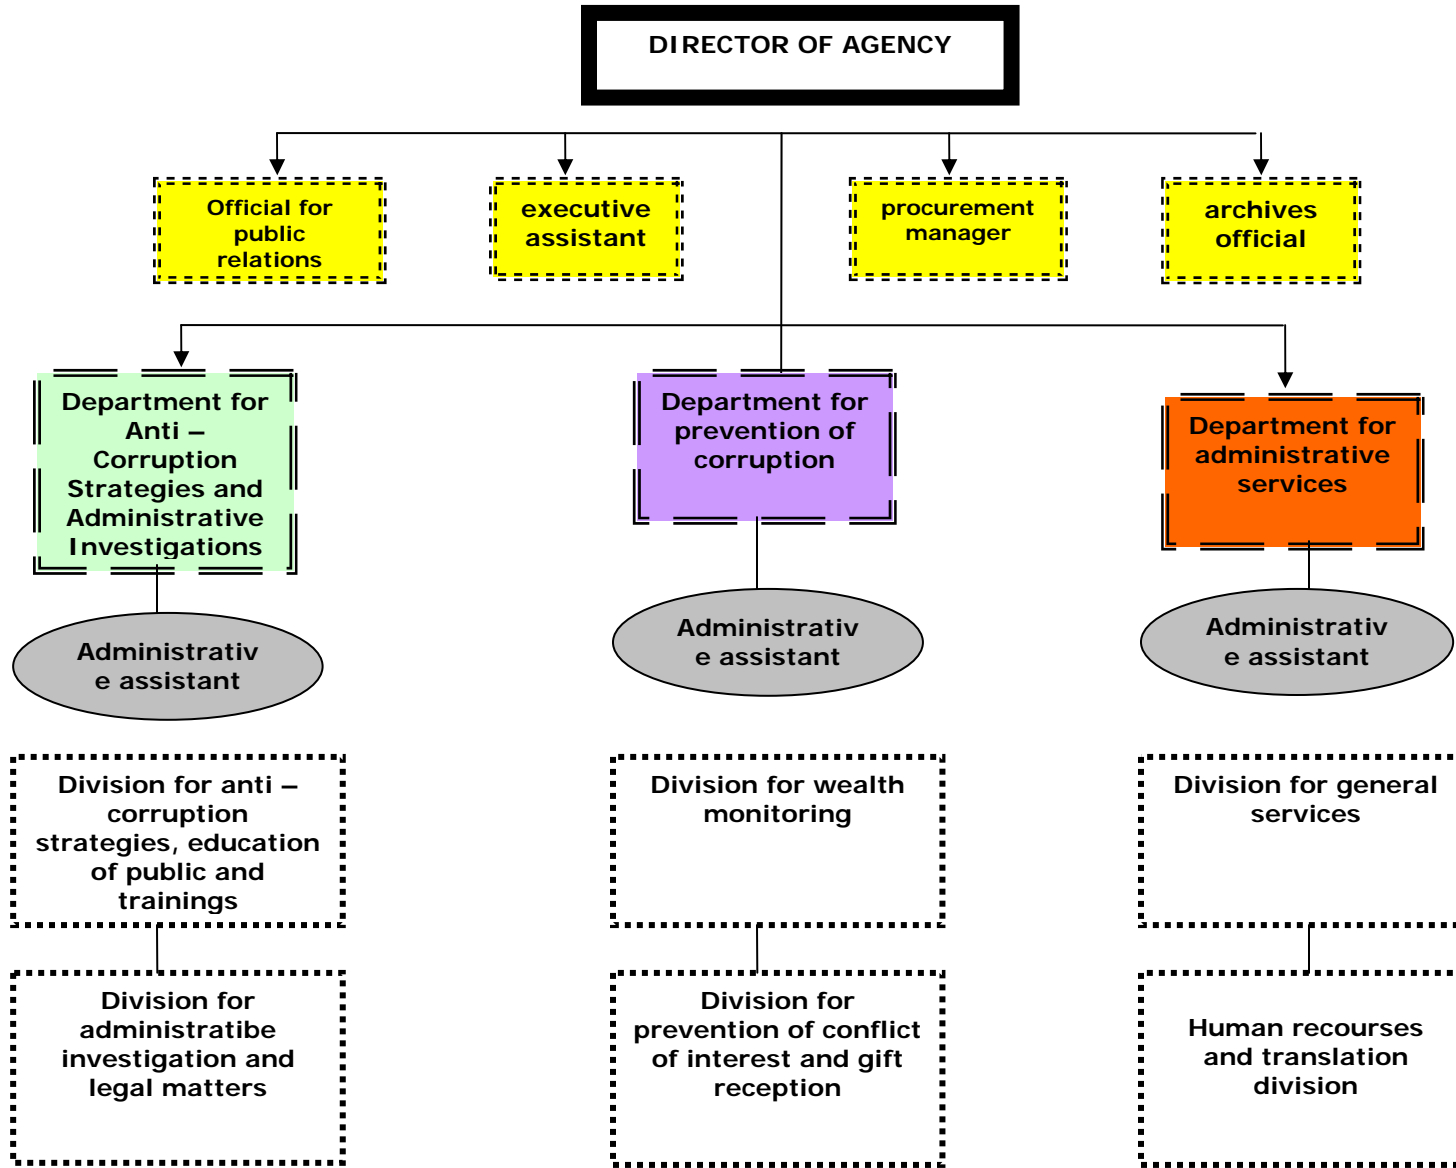 DIRECTOR OF AGENCY
Official for
public
relations
executive
assistant
procurement
manager
archives
official
Department for
Anti –
Corruption
Strategies and
Administrative
Investigations
Department for
prevention of
corruption
Department for
administrative
services
Administrativ
e assistant
Administrativ
e assistant
Administrativ
e assistant
Division for anti –
corruption
strategies, education
of public and
trainings
Division for wealth
monitoring
Division for general
services
Division for
administratibe
investigation and
legal matters
Division for
prevention of conflict
of interest and gift
reception
Human recourses
and translation
division